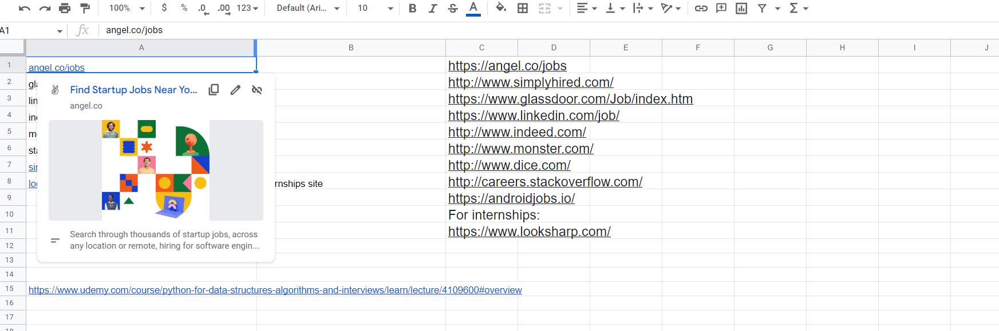 100% $ % .0 .00 123 Default (Ari... 10 B I S A
A1 fx angel.co/jobs
A B C D E F G H I J
1 angel.co/jobs https://angel.co/jobs
2 http://www.simplyhired.com/
3 https://www.glassdoor.com/Job/index.htm
4 https://www.linkedin.com/job/
5 http://www.indeed.com/
6 http://www.monster.com/
7 http://www.dice.com/
8 rnships site http://careers.stackoverflow.com/
9 https://androidjobs.io/
10 For internships:
11 https://www.looksharp.com/
12
13
14
15 https://www.udemy.com/course/python-for-data-structures-algorithms-and-interviews/learn/lecture/4109600#overview
16
17
18
Find Startup Jobs Near Yo...
angel.co
Search through thousands of startup jobs, across
any location or remote, hiring for software engin...